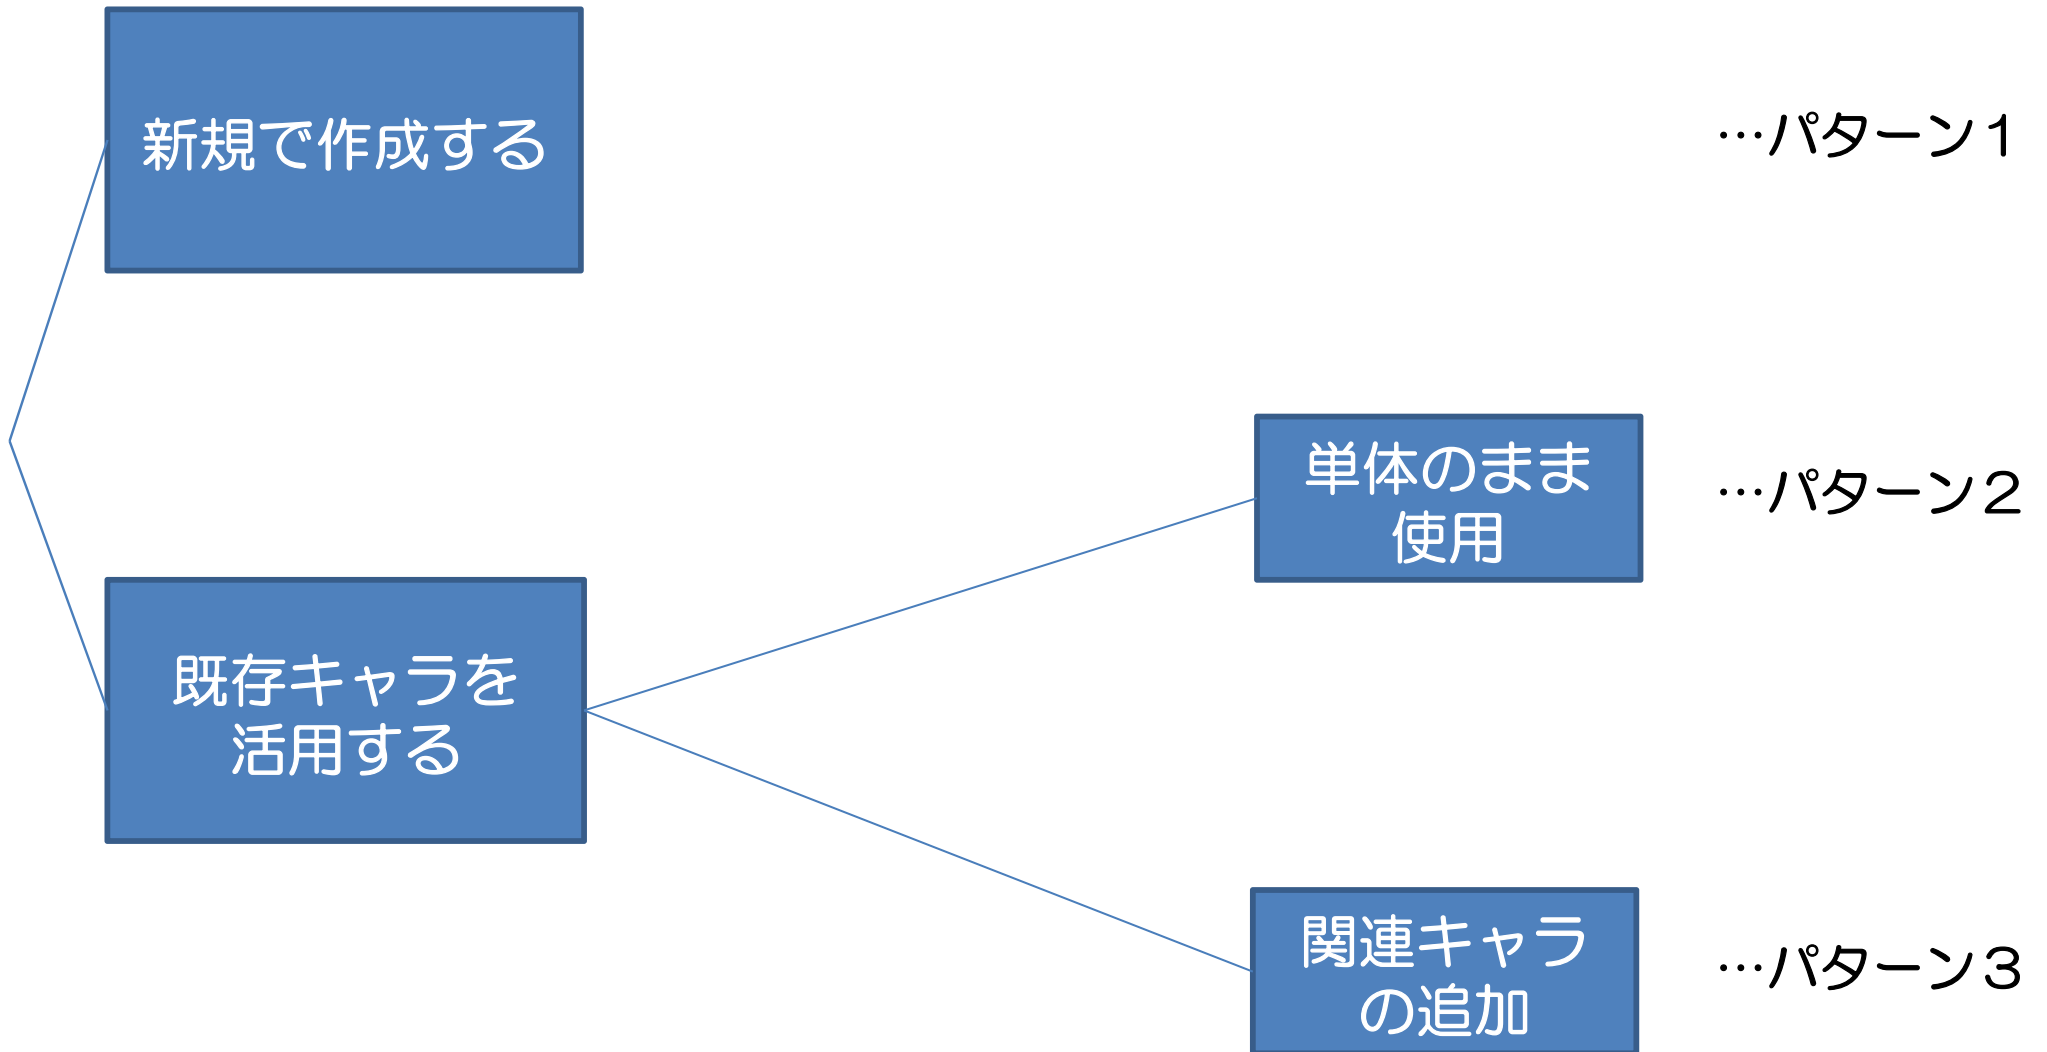 新規で作成する
…パターン１
単体のまま
使用
…パターン２
既存キャラを
活用する
関連キャラ
の追加
…パターン３